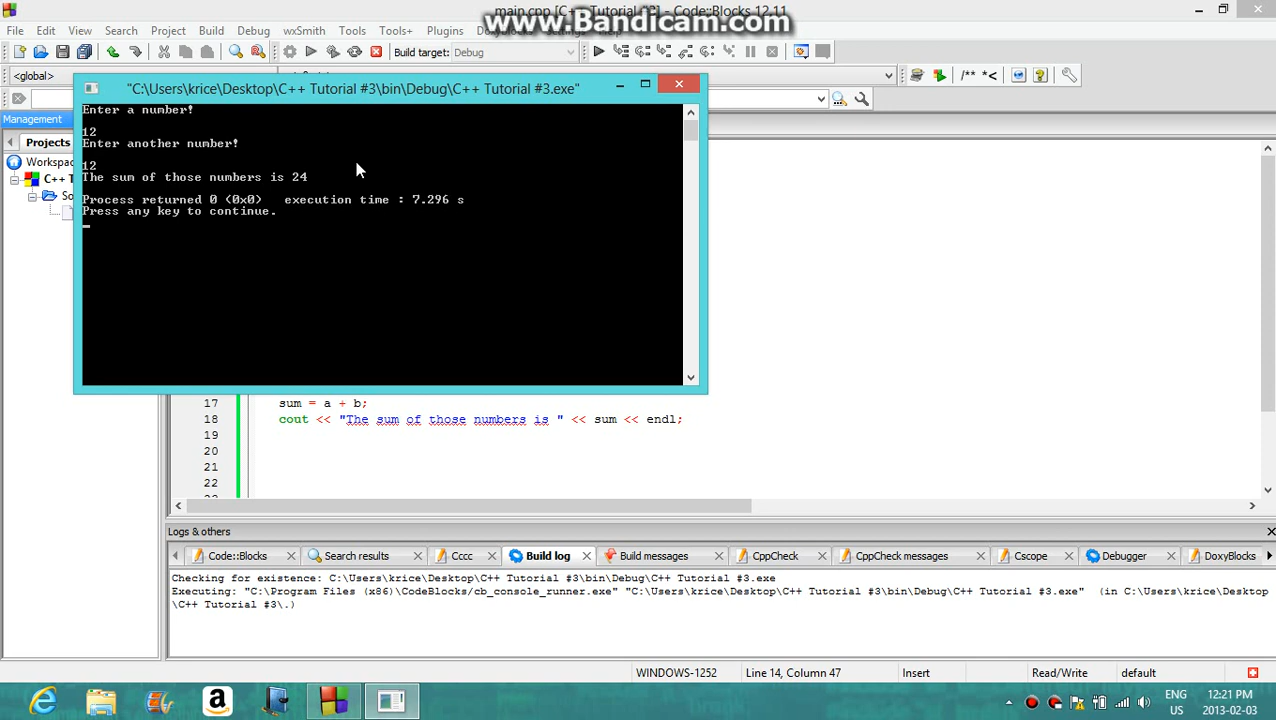 main.cpp [C++ Tutorial #3] - Code::Blocks 12.11
www.Bandicam.com
File Edit View Search Project Build Debug wxSmith Tools Tools+ Plugins
Build target: Debug
<global>
"C:\Users\krice\Desktop\C++ Tutorial #3\bin\Debug\C++ Tutorial #3.exe"
Enter a number!
12
Enter another number!
12
The sum of those numbers is 24
Process returned 0 (0x0) execution time : 7.296 s
Press any key to continue.
Management
Projects
Workspac
C++ T
So
17 sum = a + b;
18 cout << "The sum of those numbers is " << sum << endl;
19
20
21
22
Logs & others
Code::Blocks Search results Cccc Build log Build messages CppCheck CppCheck messages Cscope Debugger DoxyBlocks
Checking for existence: C:\Users\krice\Desktop\C++ Tutorial #3\bin\Debug\C++ Tutorial #3.exe
Executing: "C:\Program Files (x86)\CodeBlocks/cb_console_runner.exe" "C:\Users\krice\Desktop\C++ Tutorial #3\bin\Debug\C++ Tutorial #3.exe" (in C:\Users\krice\Desktop
\C++ Tutorial #3\.)
WINDOWS-1252 Line 14, Column 47 Insert Read/Write default
ENG 12:21 PM
US 2013-02-03